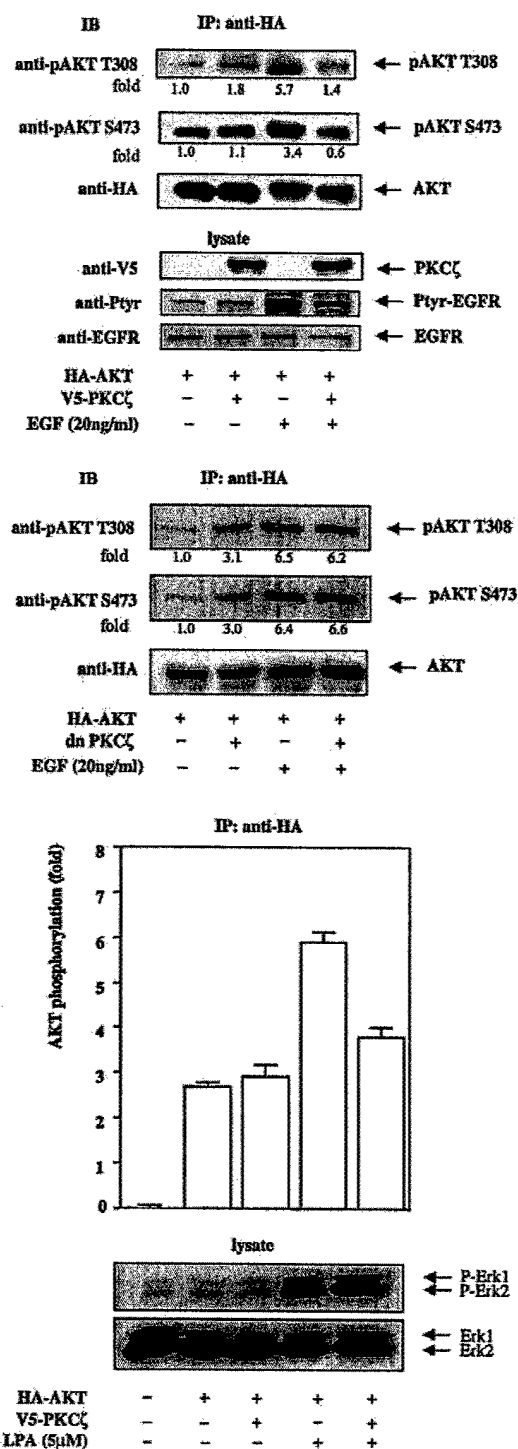 IB IP: anti-HA
anti-pAKT T308 pAKT T308
fold 1.0 1.8 5.7 1.4
anti-pAKT S473 pAKT S473
fold 1.0 1.1 3.4 0.6
anti-HA AKT
lysate
anti-V5 PKCζ
anti-Ptyr Ptyr-EGFR
anti-EGFR EGFR
HA-AKT + + + +
V5-PKCζ − + − +
EGF (20ng/ml) − − + +
IB IP: anti-HA
anti-pAKT T308 pAKT T308
fold 1.0 3.1 6.5 6.2
anti-pAKT S473 pAKT S473
fold 1.0 3.0 6.4 6.6
anti-HA AKT
HA-AKT + + + +
dn PKCζ − + − +
EGF (20ng/ml) − − + +
IP: anti-HA
AKT phosphorylation (fold)
8
7
6
5
4
3
2
1
0
lysate
P-Erk1
P-Erk2
Erk1
Erk2
HA-AKT − + + + +
V5-PKCζ − − + − +
LPA (5µM) − − − + +